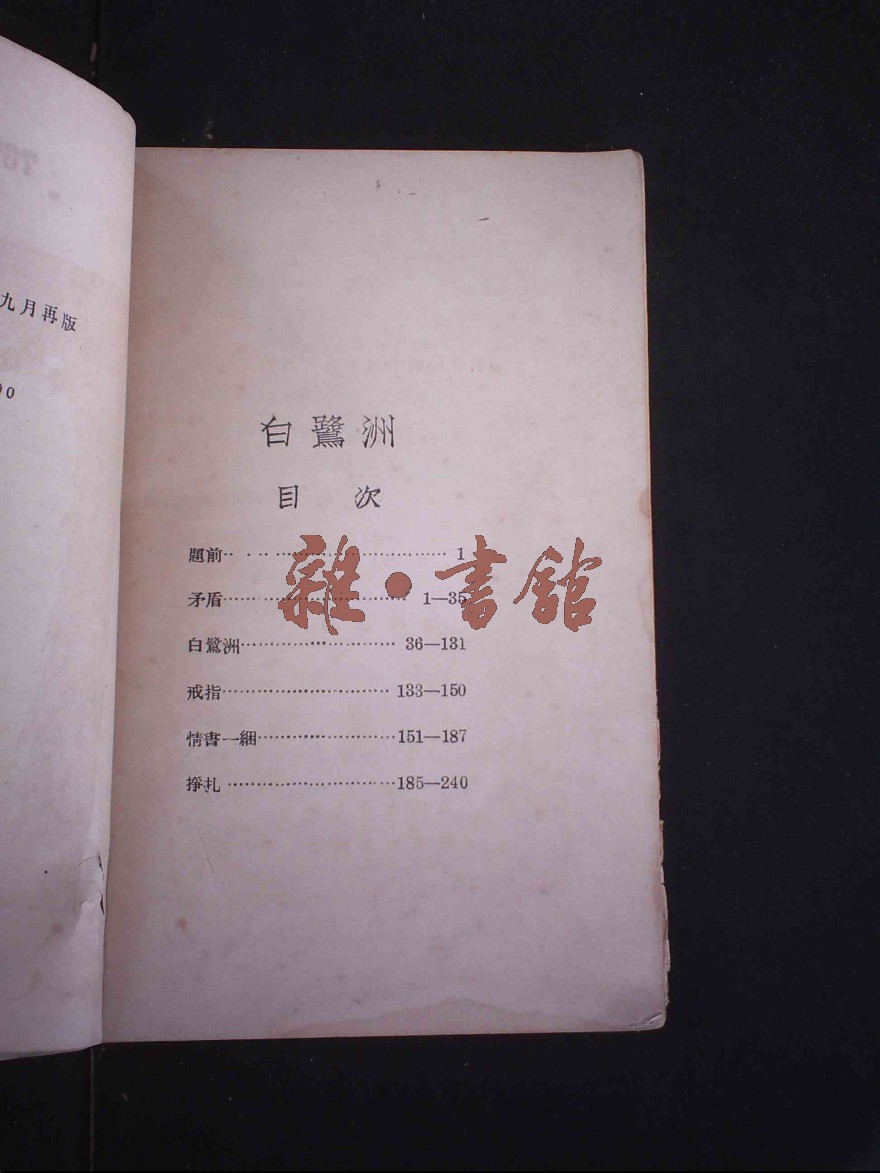 九月再版
00
白鷺洲
目 次
題前·· · ·· ······························ 1
矛盾································ 1—35
白鷺洲··························· 36—131
戒指····························· 133—150
情書一綑························151—187
掙扎 ·····························185—240
雜·書館